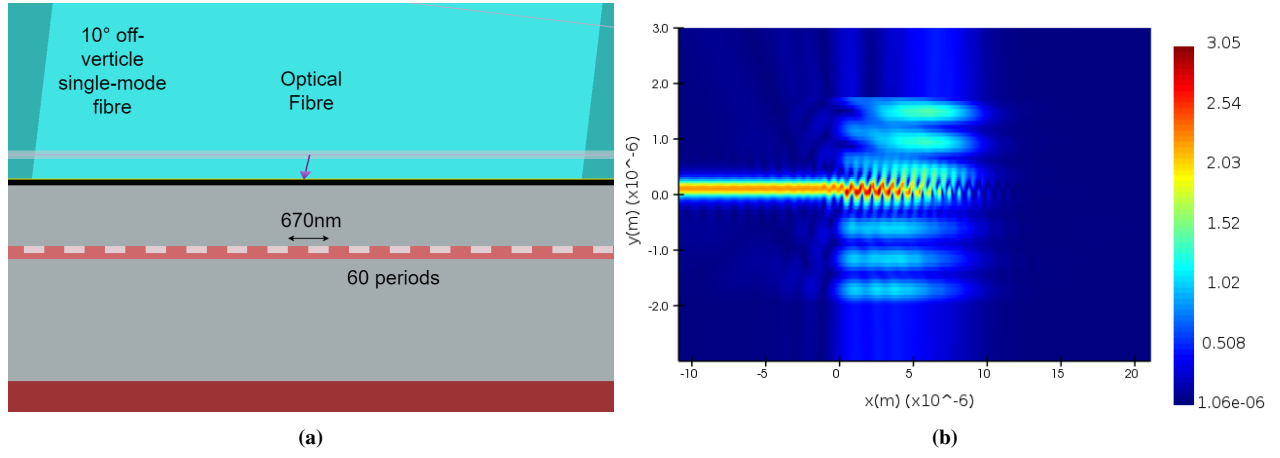 10° off-
verticle
single-mode
fibre
Optical
Fibre
670nm
60 periods
(a)
3.0
2.0
1.0
0.0
-1.0
-2.0
y(m) (x10^-6)
-10
-5
0
5
10
15
20
x(m) (x10^-6)
3.05
2.54
2.03
1.52
1.02
0.508
1.06e-06
(b)